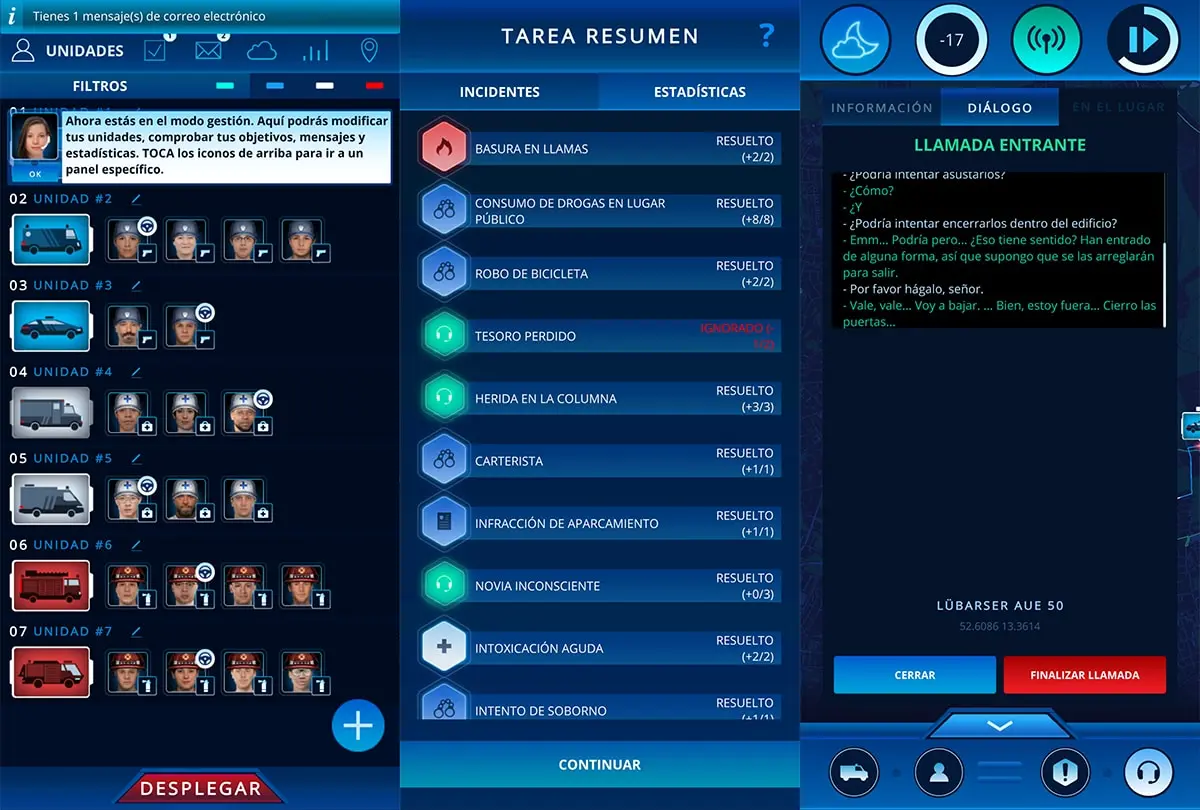 Tienes 1 mensaje(s) de correo electrónico
UNIDADES
1
2
FILTROS
Ahora estás en el modo gestión. Aquí podrás modificar
tus unidades, comprobar tus objetivos, mensajes y
estadísticas. TOCA los iconos de arriba para ir a un
panel específico.
OK
02 UNIDAD #2
03 UNIDAD #3
04 UNIDAD #4
05 UNIDAD #5
06 UNIDAD #6
07 UNIDAD #7
DESPLEGAR
TAREA RESUMEN
?
INCIDENTES
ESTADÍSTICAS
BASURA EN LLAMAS
RESUELTO
(+2/2)
CONSUMO DE DROGAS EN LUGAR
PÚBLICO
RESUELTO
(+8/8)
ROBO DE BICICLETA
RESUELTO
(+2/2)
TESORO PERDIDO
IGNORADO (-
HERIDA EN LA COLUMNA
RESUELTO
(+3/3)
CARTERISTA
RESUELTO
(+1/1)
INFRACCIÓN DE APARCAMIENTO
RESUELTO
(+1/1)
NOVIA INCONSCIENTE
RESUELTO
(+0/3)
INTOXICACIÓN AGUDA
RESUELTO
(+2/2)
INTENTO DE SOBORNO
RESUELTO
(+1/1)
CONTINUAR
-17
INFORMACIÓN
DIÁLOGO
EN EL LUGAR
LLAMADA ENTRANTE
- ¿Podría intentar asustarlos?
- ¿Cómo?
- ¿Y
- ¿Podría intentar encerrarlos dentro del edificio?
- Emm... Podría pero... ¿Eso tiene sentido? Han entrado
de alguna forma, así que supongo que se las arreglarán
para salir.
- Por favor hágalo, señor.
- Vale, vale... Voy a bajar. ... Bien, estoy fuera... Cierro las
puertas...
LÜBARSER AUE 50
52.6086 13.3614
CERRAR
FINALIZAR LLAMADA